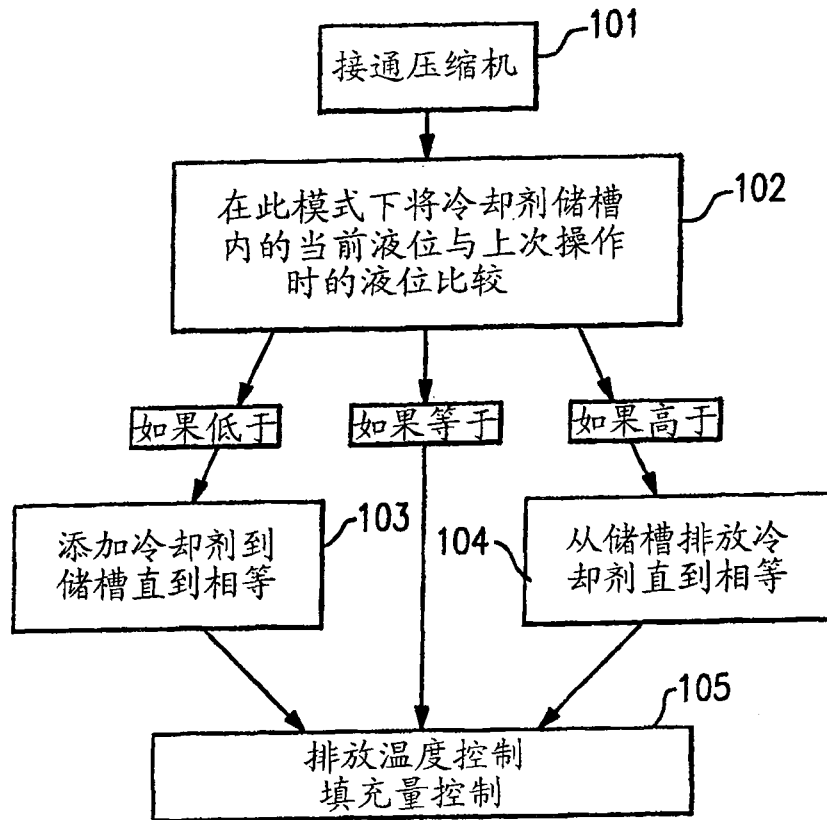 101
接通压缩机
102
在此模式下将冷却剂储槽
内的当前液位与上次操作
时的液位比较
如果低于
如果等于
如果高于
103
添加冷却剂到
储槽直到相等
104
从储槽排放冷
却剂直到相等
105
排放温度控制
填充量控制